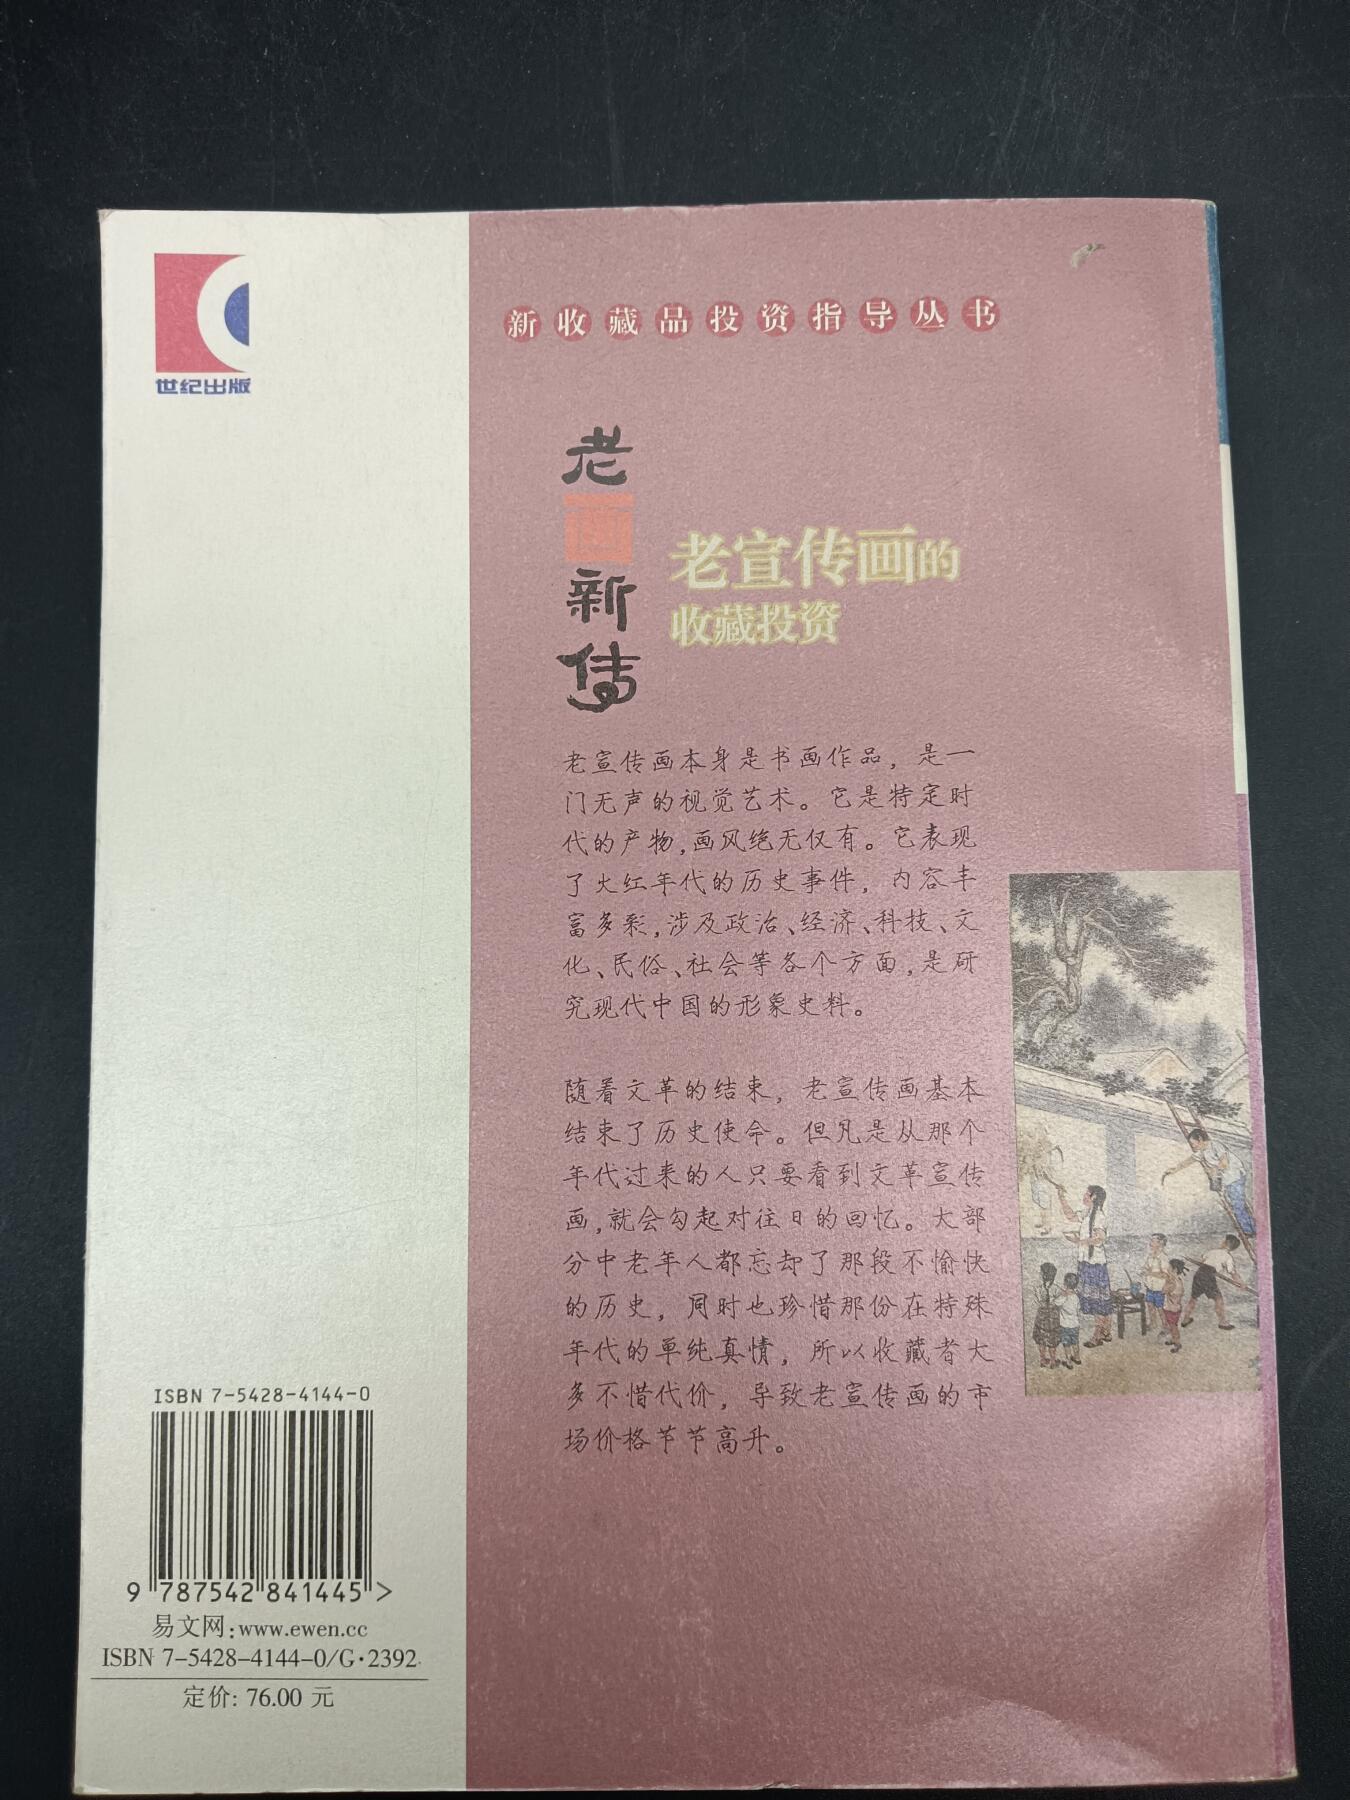 世纪出版
新收藏品投资指导丛书
老画新传
老宣传画的
收藏投资
老宣传画本身是书画作品，是一
门无声的视觉艺术。它是特定时
代的产物,画风绝无仅有。它表现
了火红年代的历史事件，内容丰
富多彩,涉及政治、经济、科技、文
化、民俗、社会等各个方面,是研
究现代中国的形象史料。
随着文革的结束，老宣传画基本
结束了历史使命。但凡是从那个
年代过来的人只要看到文革宣传
画,就会勾起对往日的回忆。大部
分中老年人都忘却了那段不愉快
的历史，同时也珍惜那份在特殊
年代的单纯真情，所以收藏者大
多不惜代价，导致老宣传画的市
场价格节节高升。
ISBN 7-5428-4144-0
9 787542 841445 >
易文网:www.ewen.cc
ISBN 7-5428-4144-0/G·2392
定价: 76.00 元